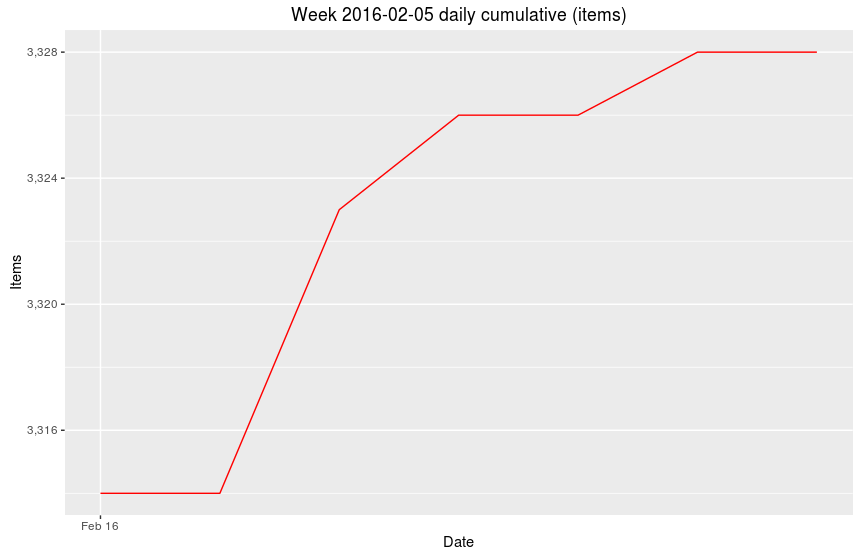 Week 2016-02-05 daily cumulative (items)
3,328
3,324
3,320
3,316
Items
Feb 16
Date